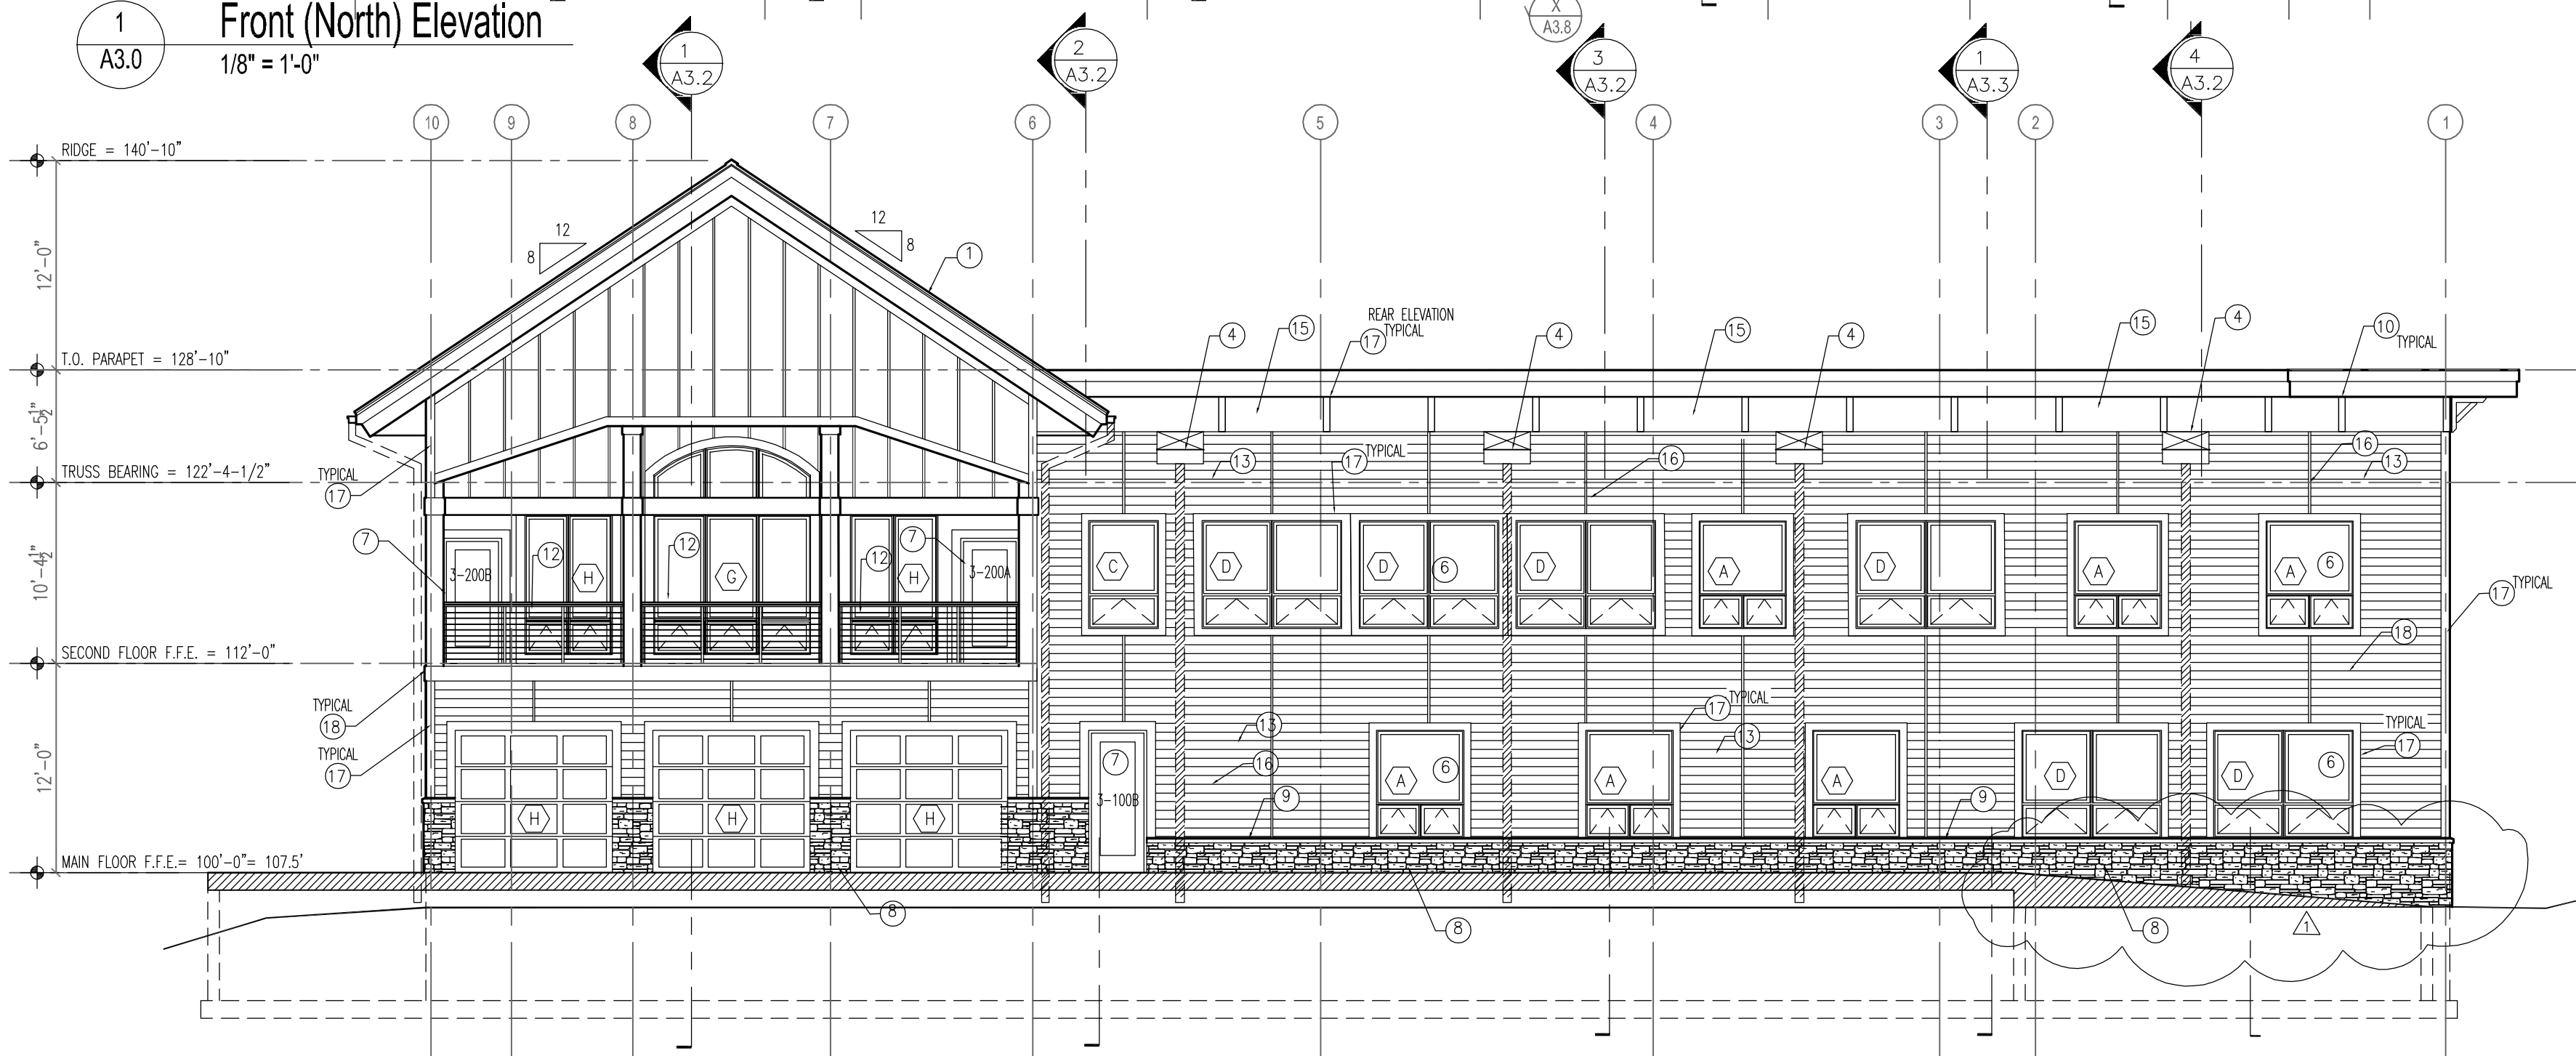 1
A3.0
Front (North) Elevation
1/8" = 1'-0"
X
A3.8
1
A3.2
2
A3.2
3
A3.2
1
A3.3
4
A3.2
10
9
8
7
6
5
4
3
2
1
RIDGE = 140'-10"
12'-0"
12
8
12
8
1
T.O. PARAPET = 128'-10"
REAR ELEVATION
TYPICAL
17
4
15
4
15
4
15
4
10
TYPICAL
6'-5½"
TRUSS BEARING = 122'-4-1/2"
TYPICAL
17
13
TYPICAL
17
16
16
13
10'-4½"
7
3-200B
12
H
12
G
12
H
7
3-200A
C
D
D
6
D
A
D
A
A
6
TYPICAL
17
18
SECOND FLOOR F.F.E. = 112'-0"
TYPICAL
18
TYPICAL
17
12'-0"
13
16
9
7
3-100B
A
6
A
TYPICAL
17
13
A
9
D
D
6
TYPICAL
17
H
H
H
MAIN FLOOR F.F.E.= 100'-0"= 107.5'
8
8
8
1